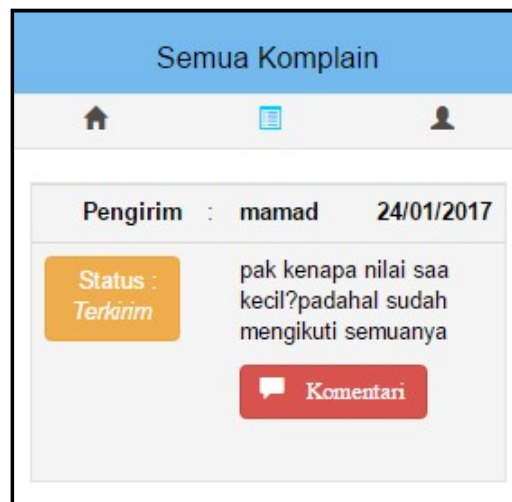 Semua Komplain
Pengirim : mamad 24/01/2017
Status :
Terkirim
pak kenapa nilai saa
kecil?padahal sudah
mengikuti semuanya
Komentari